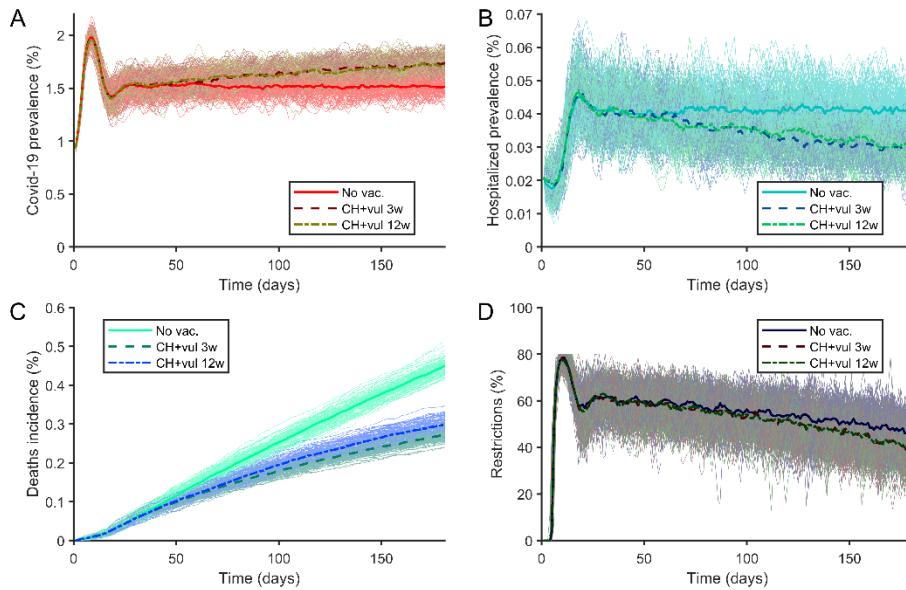 A
Covid-19 prevalence (%)
2
1.5
1
0.5
0
0
50
100
150
Time (days)
No vac.
CH+vul 3w
CH+vul 12w
B
Hospitalized prevalence (%)
0.07
0.06
0.05
0.04
0.03
0.02
0.01
0
0
50
100
150
Time (days)
No vac.
CH+vul 3w
CH+vul 12w
C
Deaths incidence (%)
0.6
0.5
0.4
0.3
0.2
0.1
0
0
50
100
150
Time (days)
No vac.
CH+vul 3w
CH+vul 12w
D
Restrictions (%)
100
80
60
40
20
0
0
50
100
150
Time (days)
No vac.
CH+vul 3w
CH+vul 12w